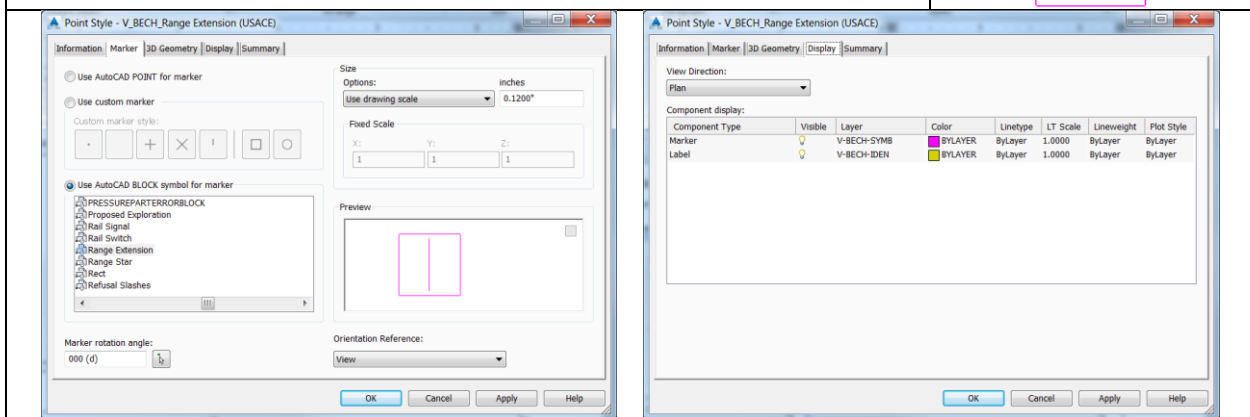 Point Style - V_BECH_Range Extension (USACE)
Information Marker 3D Geometry Display Summary
Use AutoCAD POINT for marker
Use custom marker
Custom marker style:
Use AutoCAD BLOCK symbol for marker
PRESSUREPARTERRORBLOCK
Proposed Exploration
Rail Signal
Rail Switch
Range Extension
Range Star
Rect
Refusal Slashes
Marker rotation angle:
000 (d)
Size
Options: inches
Use drawing scale 0.1200"
Fixed Scale
X: Y: Z:
1 1 1
Preview
Orientation Reference:
View
OK Cancel Apply Help
Point Style - V_BECH_Range Extension (USACE)
Information Marker 3D Geometry Display Summary
View Direction:
Plan
Component display:
Component Type Visible Layer Color Linetype LT Scale Lineweight Plot Style
Marker V-BECH-SYMB BYLAYER ByLayer 1.0000 ByLayer ByLayer
Label V-BECH-IDEN BYLAYER ByLayer 1.0000 ByLayer ByLayer
OK Cancel Apply Help